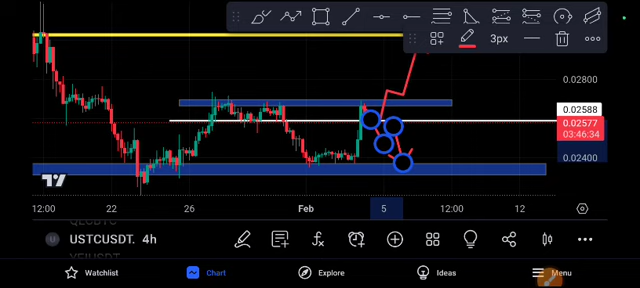 3px
0.02800
0.02588
0.02577
03:46:34
0.02400
12:00
22
26
Feb
5
12:00
12
U
USTCUSDT. 4h
Watchlist
Chart
Explore
Ideas
Menu